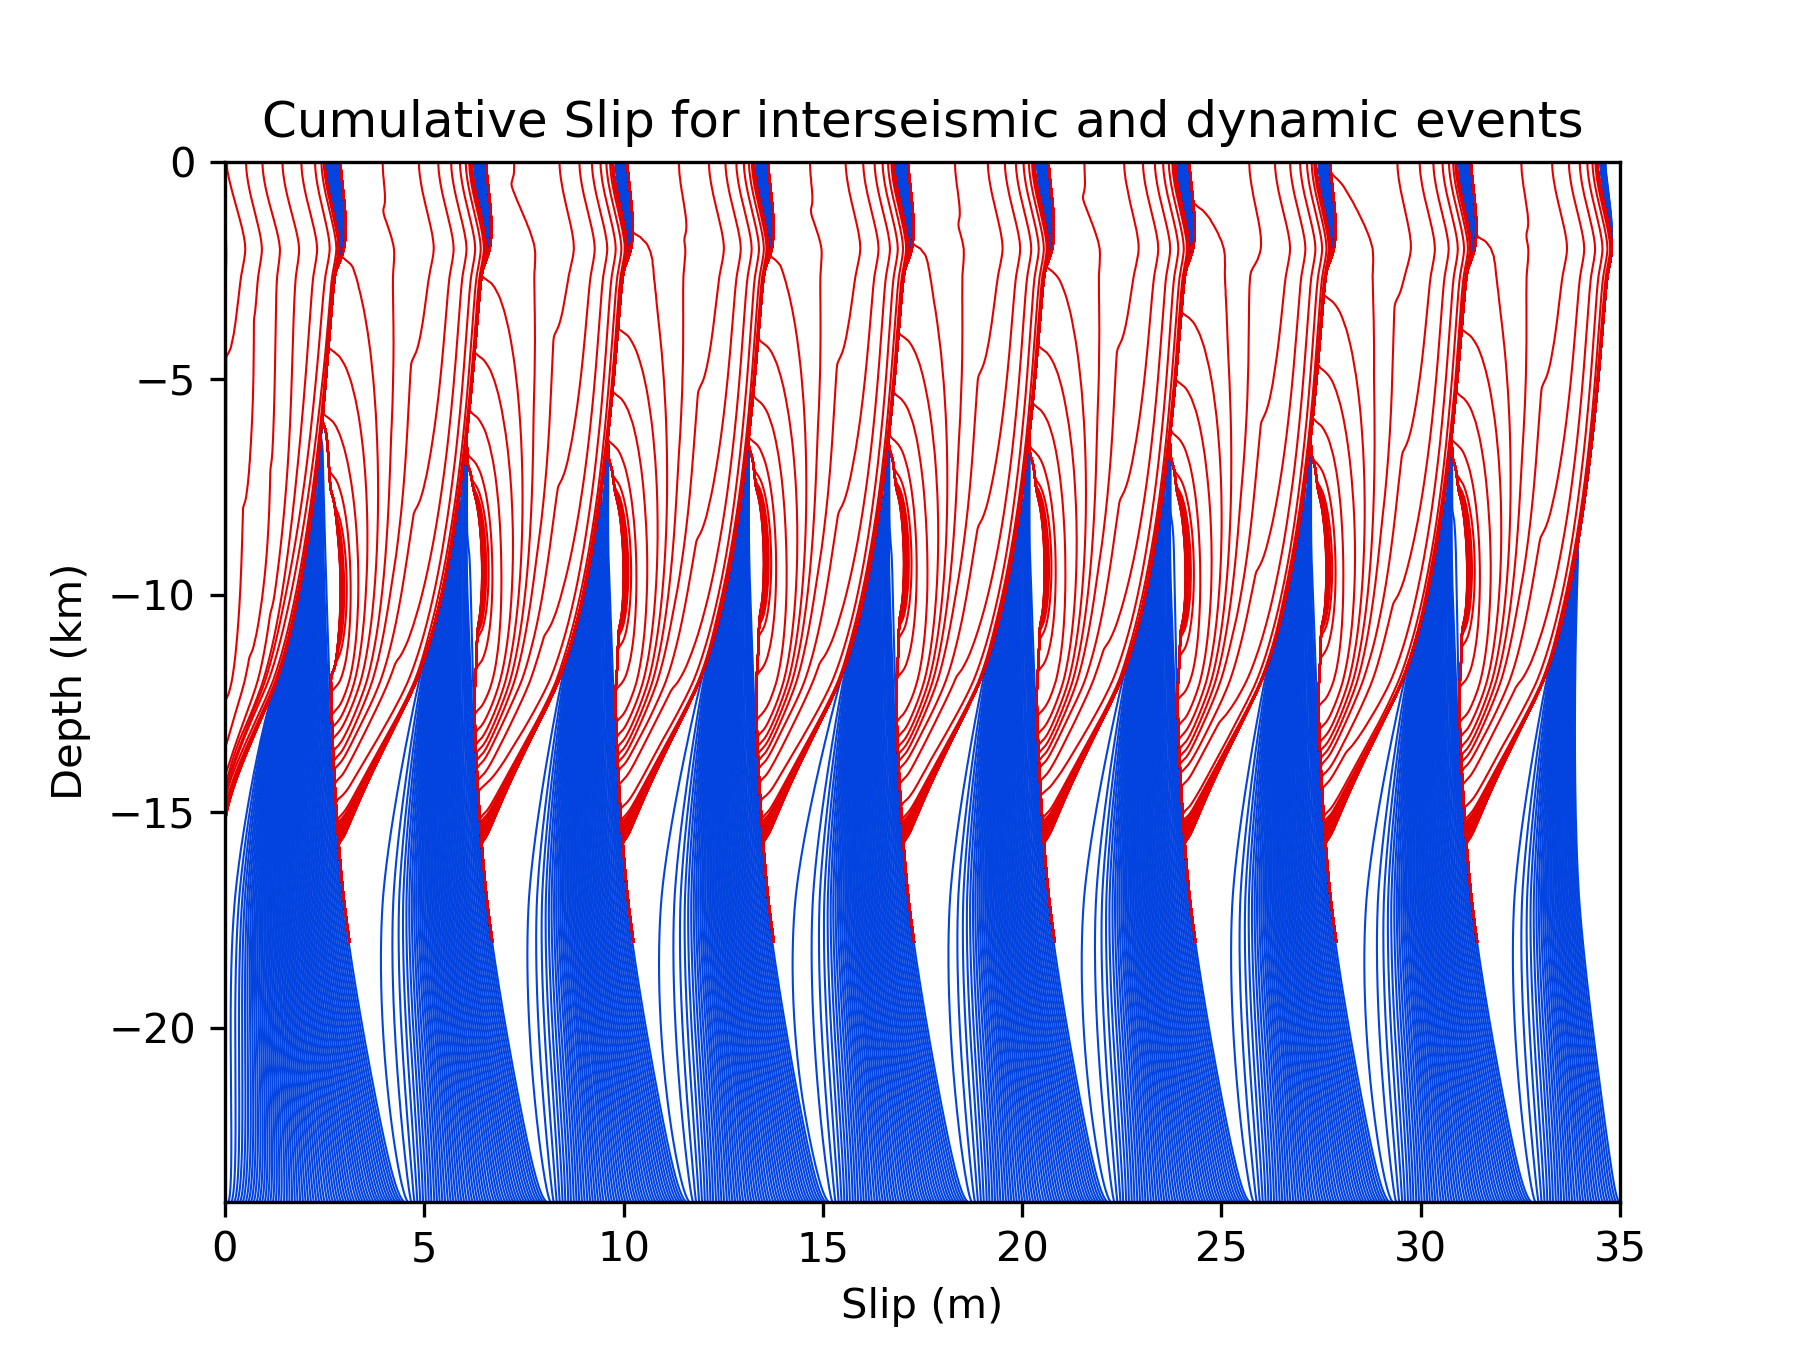 Cumulative Slip for interseismic and dynamic events
0
−5
−10
−15
−20
Depth (km)
0 5 10 15 20 25 30 35
Slip (m)